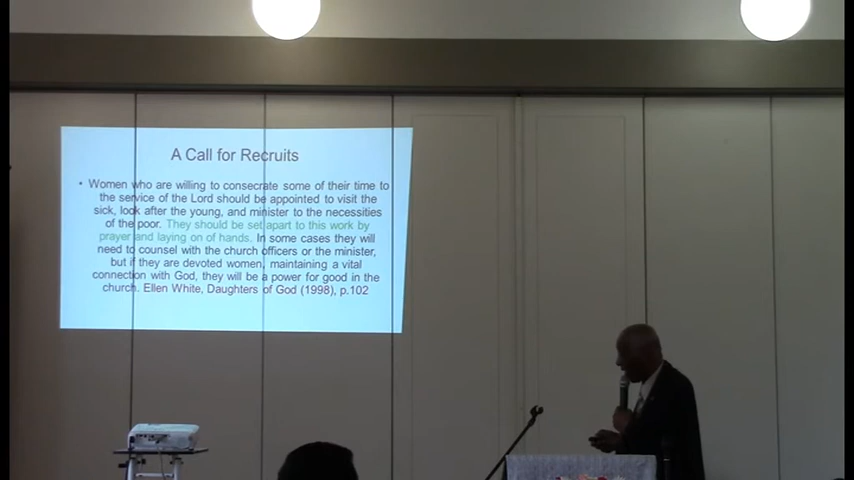 A Call for Recruits
• Women who are willing to consecrate some of their time to
the service of the Lord should be appointed to visit the
sick, look after the young, and minister to the necessities
of the poor. They should be set apart to this work by
prayer and laying on of hands. In some cases they will
need to counsel with the church officers or the minister,
but if they are devoted women, maintaining a vital
connection with God, they will be a power for good in the
church. Ellen White, Daughters of God (1998), p.102